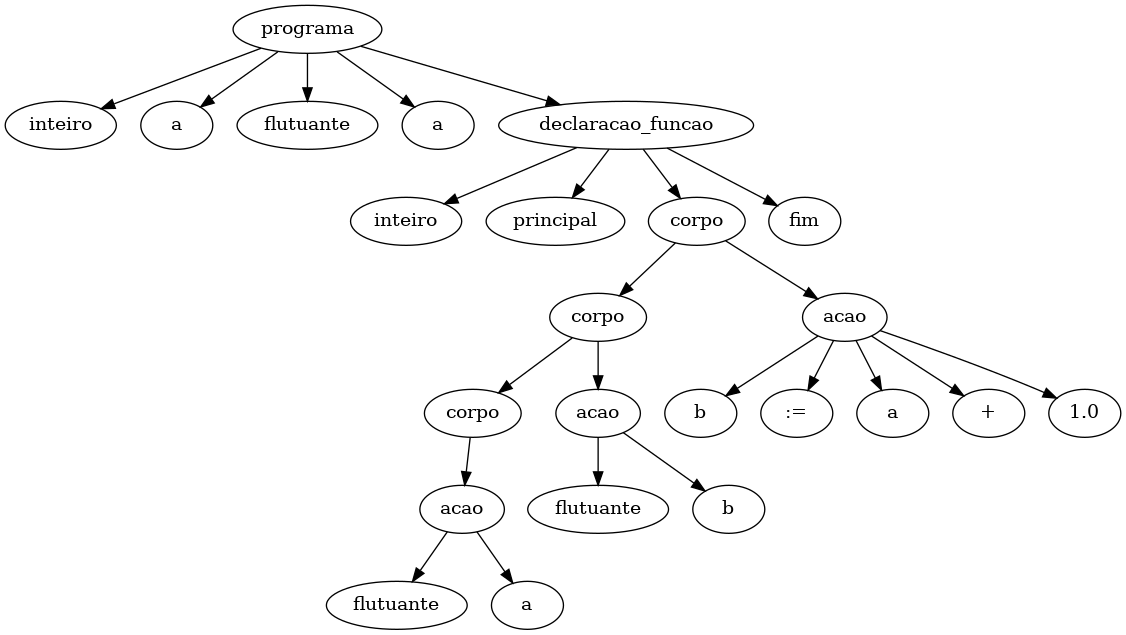 programa
inteiro a flutuante a declaracao_funcao
inteiro principal corpo fim
corpo acao
corpo acao b := a + 1.0
acao flutuante b
flutuante a